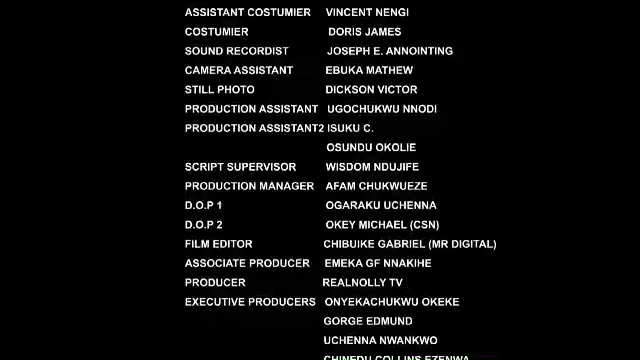 ASSISTANT COSTUMIER VINCENT NENGI
COSTUMIER DORIS JAMES
SOUND RECORDIST JOSEPH E. ANNOINTING
CAMERA ASSISTANT EBUKA MATHEW
STILL PHOTO DICKSON VICTOR
PRODUCTION ASSISTANT UGOCHUKWU NNODI
PRODUCTION ASSISTANT2 ISUKU C.
OSUNDU OKOLIE
SCRIPT SUPERVISOR WISDOM NDUJIFE
PRODUCTION MANAGER AFAM CHUKWUEZE
D.O.P 1 OGARAKU UCHENNA
D.O.P 2 OKEY MICHAEL (CSN)
FILM EDITOR CHIBUIKE GABRIEL (MR DIGITAL)
ASSOCIATE PRODUCER EMEKA GF NNAKIHE
PRODUCER REALNOLLY TV
EXECUTIVE PRODUCERS ONYEKACHUKWU OKEKE
GORGE EDMUND
UCHENNA NWANKWO
CHINEDU COLLINS EZENWA